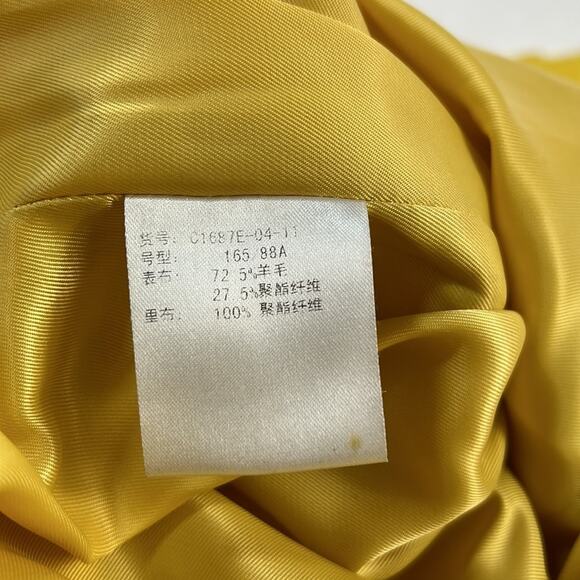 货号: C1687E-04-11
号型: 165.88A
表布: 72.5%羊毛
27.5%聚酯纤维
里布: 100% 聚酯纤维